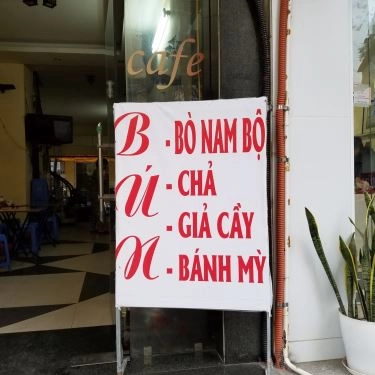 cafe
B - BÒ NAM BỘ
Ú - CHẢ
- GIẢ CẦY
N - BÁNH MỲ